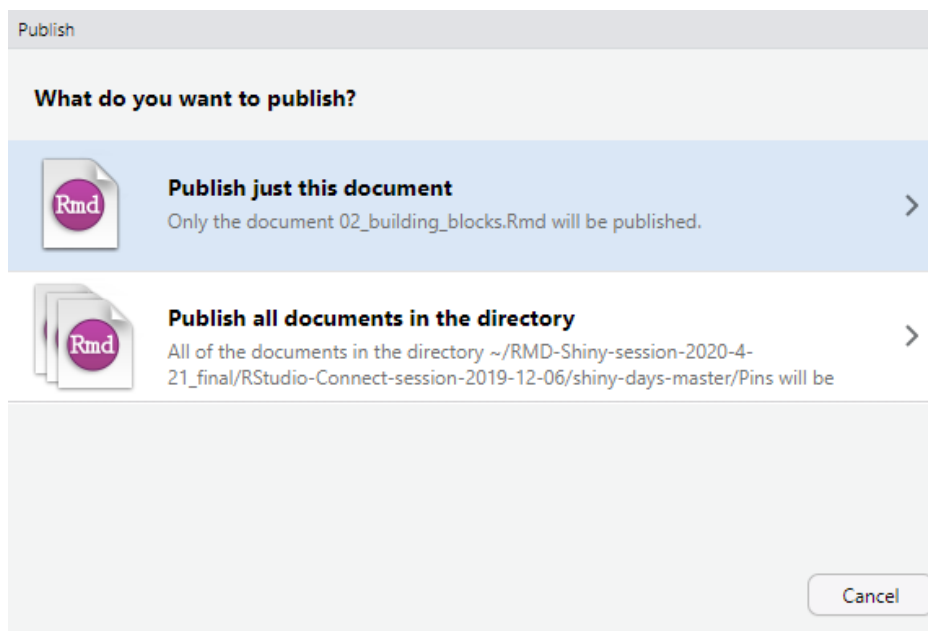 Publish
What do you want to publish?
Rmd
Publish just this document
Only the document 02_building_blocks.Rmd will be published.
Rmd
Publish all documents in the directory
All of the documents in the directory ~/RMD-Shiny-session-2020-4-
21_final/RStudio-Connect-session-2019-12-06/shiny-days-master/Pins will be
Cancel